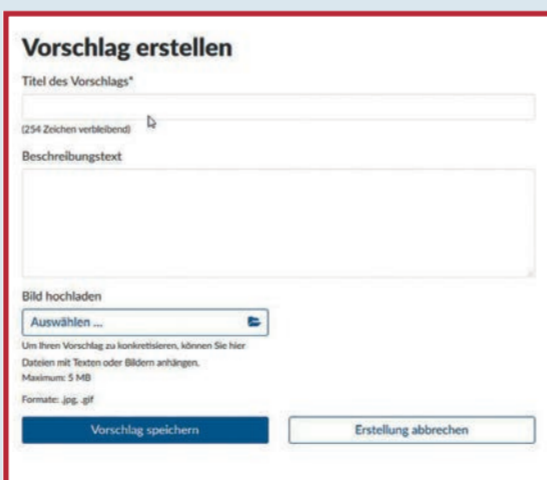 Vorschlag erstellen
Titel des Vorschlags*
(254 Zeichen verbleibend)
Beschreibungstext
Bild hochladen
Auswählen ...
Um Ihren Vorschlag zu konkretisieren, können Sie hier
Dateien mit Texten oder Bildern anhängen.
Maximum: 5 MB
Formate: .jpg, .gif
Vorschlag speichern
Erstellung abbrechen